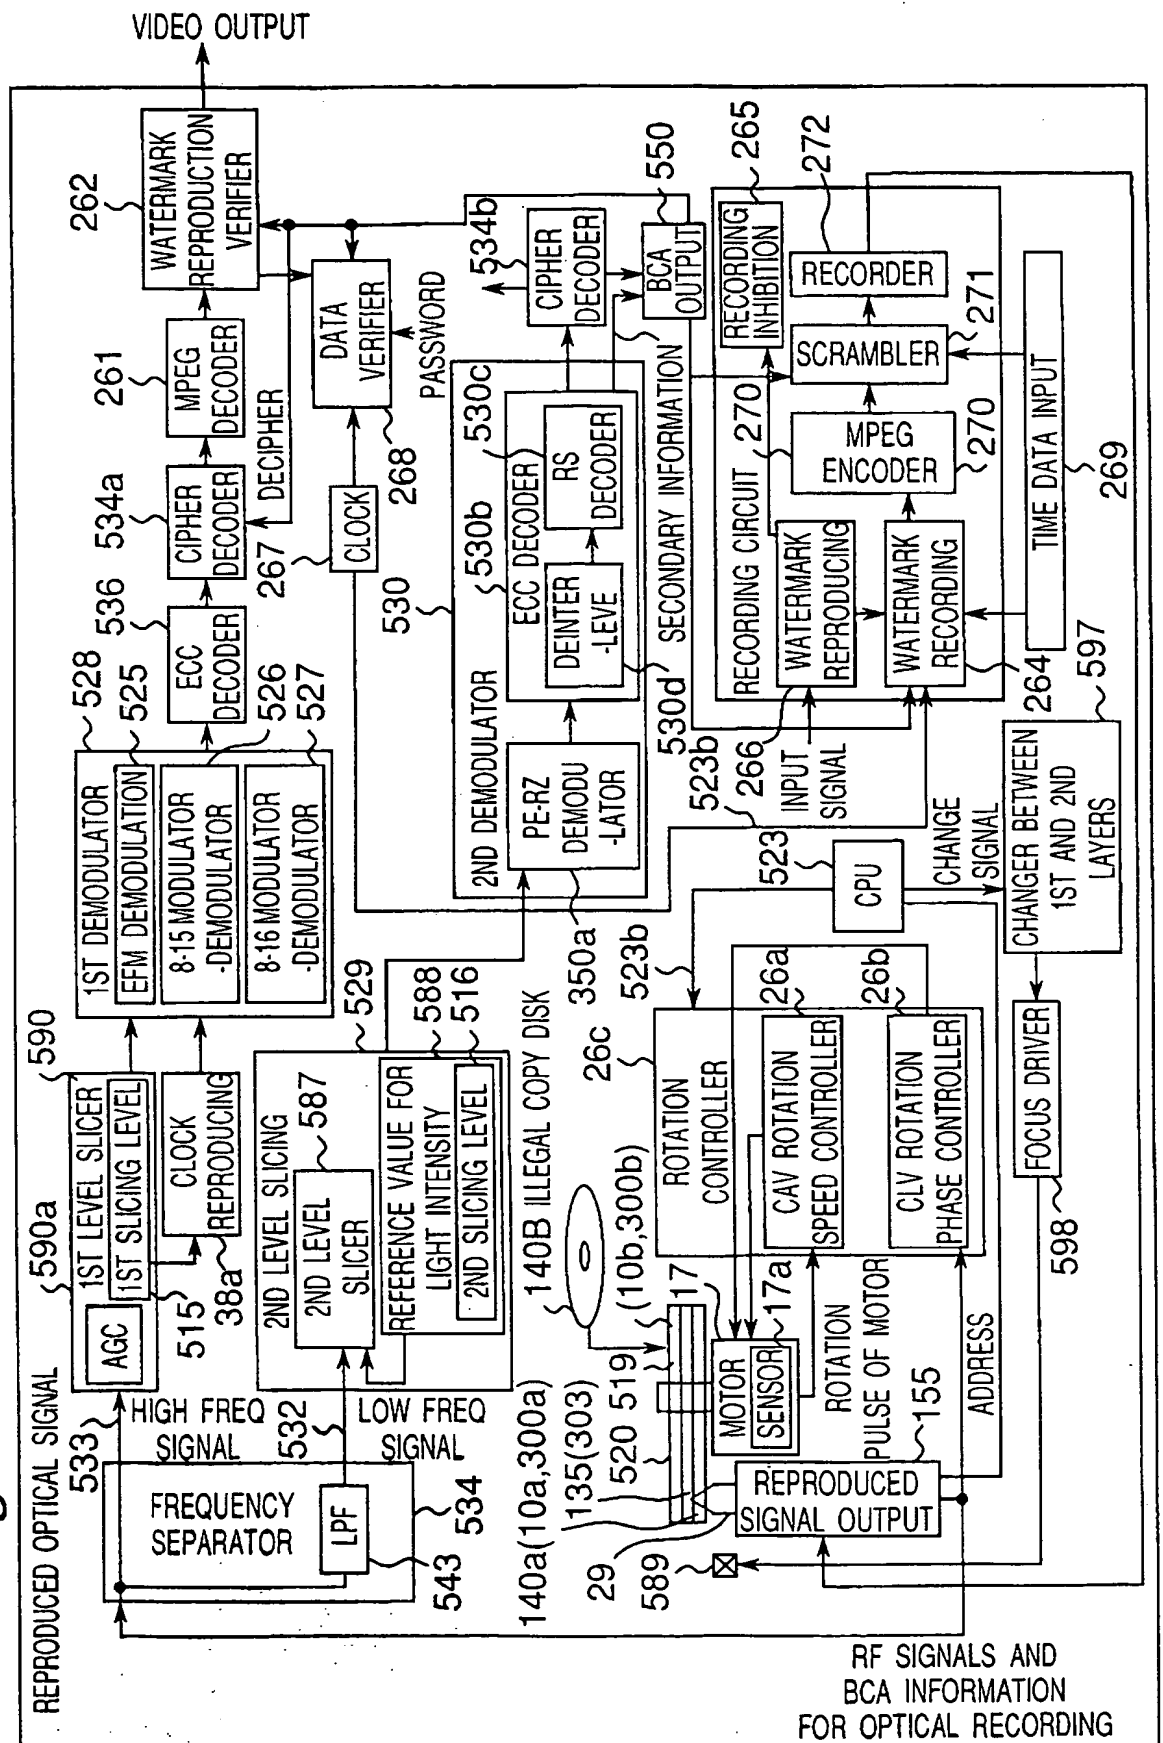 VIDEO OUTPUT
262
WATERMARK
REPRODUCTION
VERIFIER
261
MPEG
DECODER
534a
CIPHER
DECODER
DECIPHER
536
ECC
DECODER
528
1ST DEMODULATOR
525
EFM DEMODULATION
526
8-15 MODULATOR
-DEMODULATOR
527
8-16 MODULATOR
-DEMODULATOR
590
590a
1ST LEVEL SLICER
1ST SLICING LEVEL
AGC
515
CLOCK
REPRODUCING
38a
REPRODUCED OPTICAL SIGNAL
533
HIGH FREQ
SIGNAL
532
LOW FREQ
SIGNAL
FREQUENCY
SEPARATOR
LPF
543
534
529
2ND LEVEL SLICING
587
2ND LEVEL
SLICER
588
REFERENCE VALUE FOR
LIGHT INTENSITY
516
2ND SLICING LEVEL
267
CLOCK
DATA
VERIFIER
268
PASSWORD
530
2ND DEMODULATOR
PE-RZ
DEMODU
-LATOR
350a
530b
ECC DECODER
530c
RS
DECODER
DEINTER
-LEVE
530d
534b
CIPHER
DECODER
550
BCA
OUTPUT
SECONDARY INFORMATION
523b
265
RECORDING
INHIBITION
272
RECORDER
271
SCRAMBLER
270
MPEG
ENCODER
270
RECORDING CIRCUIT
WATERMARK
REPRODUCING
266
INPUT
SIGNAL
WATERMARK
RECORDING
264
TIME DATA INPUT
269
140B ILLEGAL COPY DISK
140a(10a,300a)
135(303)
520
519
(10b,300b)
29
589
17
MOTOR
17a
SENSOR
ROTATION
PULSE OF MOTOR
155
REPRODUCED
SIGNAL OUTPUT
ADDRESS
26c
ROTATION
CONTROLLER
26a
CAV ROTATION
SPEED CONTROLLER
26b
CLV ROTATION
PHASE CONTROLLER
523b
523
CPU
CHANGE
SIGNAL
597
CHANGER BETWEEN
1ST AND 2ND
LAYERS
FOCUS DRIVER
598
RF SIGNALS AND
BCA INFORMATION
FOR OPTICAL RECORDING